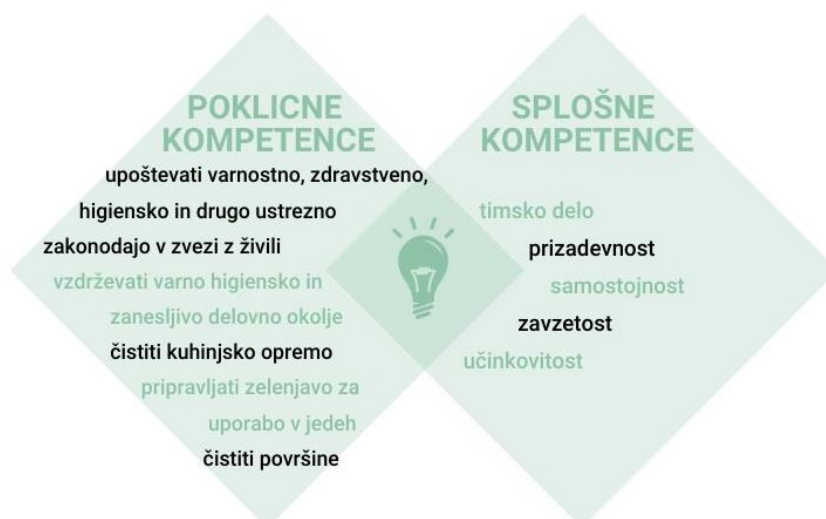 POKLICNE
KOMPETENCE
upoštevati varnostno, zdravstveno,
higiensko in drugo ustrezno
zakonodajo v zvezi z živili
vzdrževati varno higiensko in
zanesljivo delovno okolje
čistiti kuhinjsko opremo
pripravljati zelenjavo za
uporabo v jedeh
čistiti površine
SPLOŠNE
KOMPETENCE
timsko delo
prizadevnost
samostojnost
zavzetost
učinkovitost